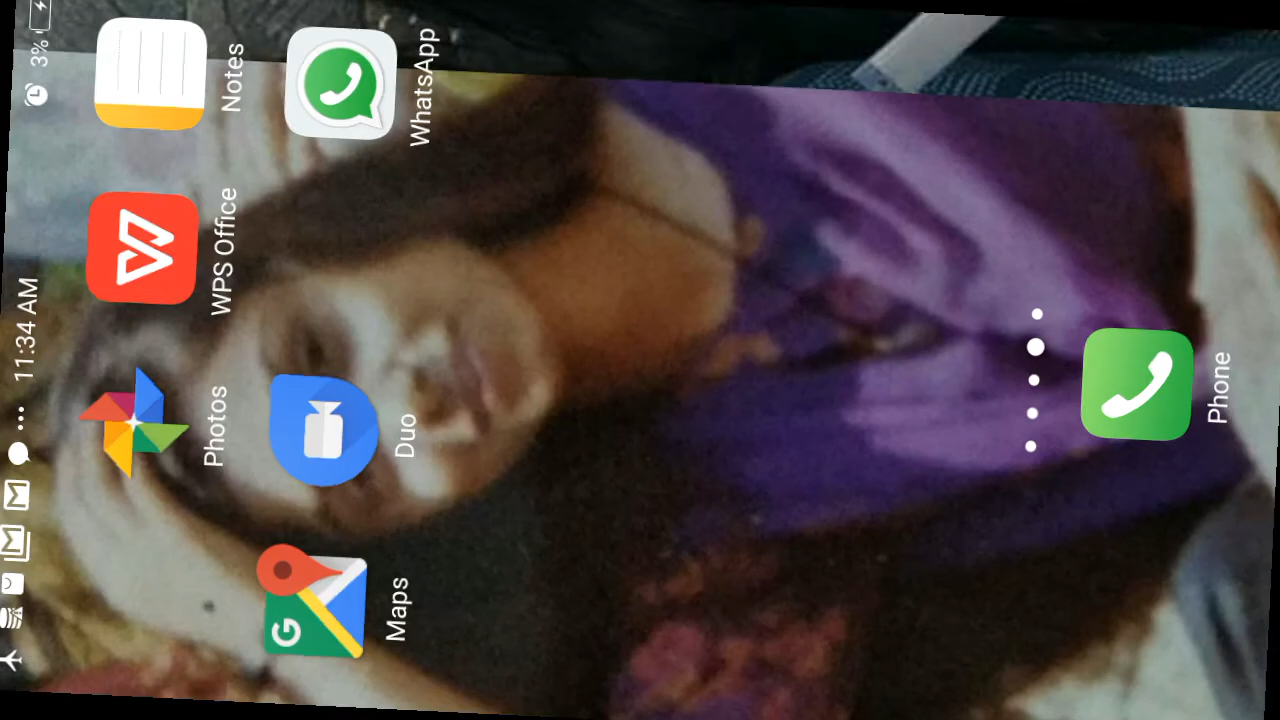 11:34 AM
3%
Photos
WPS Office
Notes
G
Maps
Duo
WhatsApp
Phone